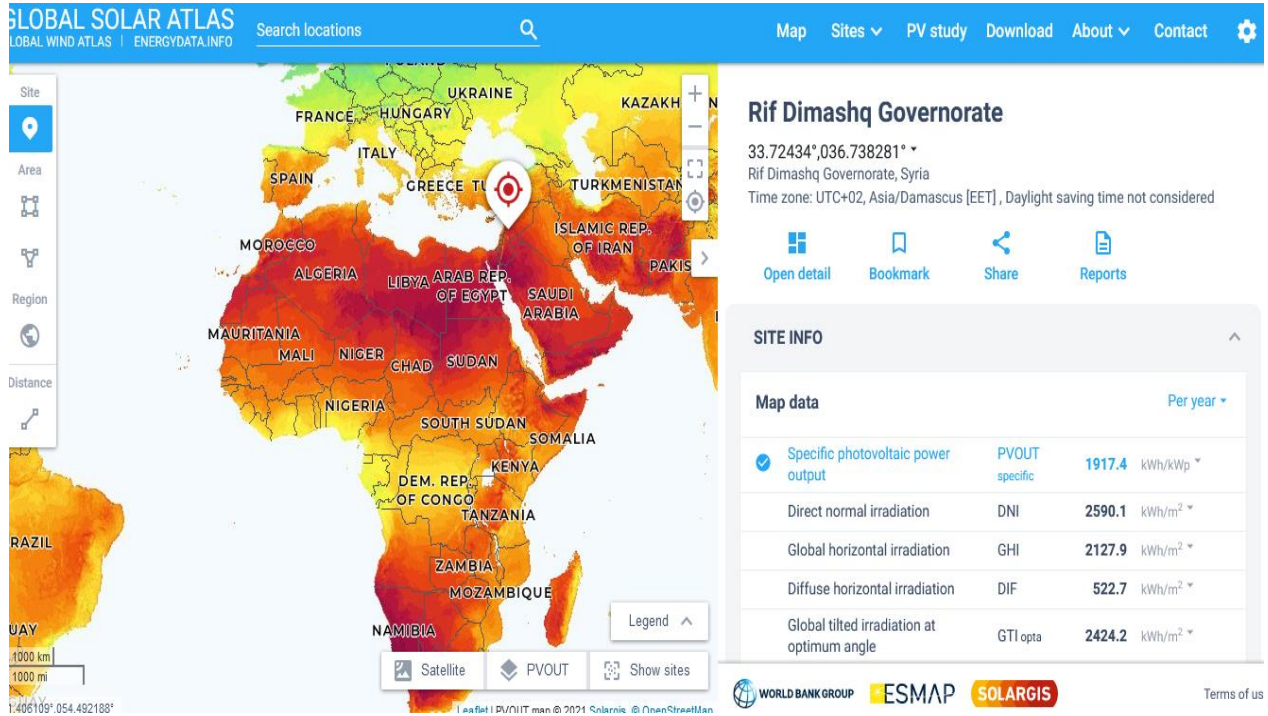 GLOBAL SOLAR ATLAS
GLOBAL WIND ATLAS | ENERGYDATA.INFO
Search locations
Map Sites PV study Download About Contact
Site
Area
Region
Distance
POLAND
UKRAINE
KAZAKH N
FRANCE HUNGARY
ITALY
SPAIN
GREECE TU
TURKMENISTAN
ISLAMIC REP.
OF IRAN
MOROCCO
PAKIS
ALGERIA
LIBYA ARAB REP.
OF EGYPT
SAUDI
ARABIA
MAURITANIA
MALI NIGER CHAD SUDAN
NIGERIA
SOUTH SUDAN
SOMALIA
KENYA
DEM. REP.
OF CONGO
TANZANIA
RAZIL
ZAMBIA
MOZAMBIQUE
NAMIBIA
UAY
1000 km
1000 mi
1.406109°,054.492188°
Legend
Satellite PVOUT Show sites
Leaflet | PVOUT map © 2021 Solargis, © OpenStreetMap
Rif Dimashq Governorate
33.72434°,036.738281°
Rif Dimashq Governorate, Syria
Time zone: UTC+02, Asia/Damascus [EET] , Daylight saving time not considered
Open detail Bookmark Share Reports
SITE INFO
Map data Per year
Specific photovoltaic power output PVOUT specific 1917.4 kWh/kWp
Direct normal irradiation DNI 2590.1 kWh/m²
Global horizontal irradiation GHI 2127.9 kWh/m²
Diffuse horizontal irradiation DIF 522.7 kWh/m²
Global tilted irradiation at optimum angle GTI opta 2424.2 kWh/m²
WORLD BANK GROUP ESMAP SOLARGIS Terms of us